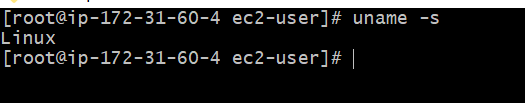 [root@ip-172-31-60-4 ec2-user]# uname -s
Linux
[root@ip-172-31-60-4 ec2-user]#